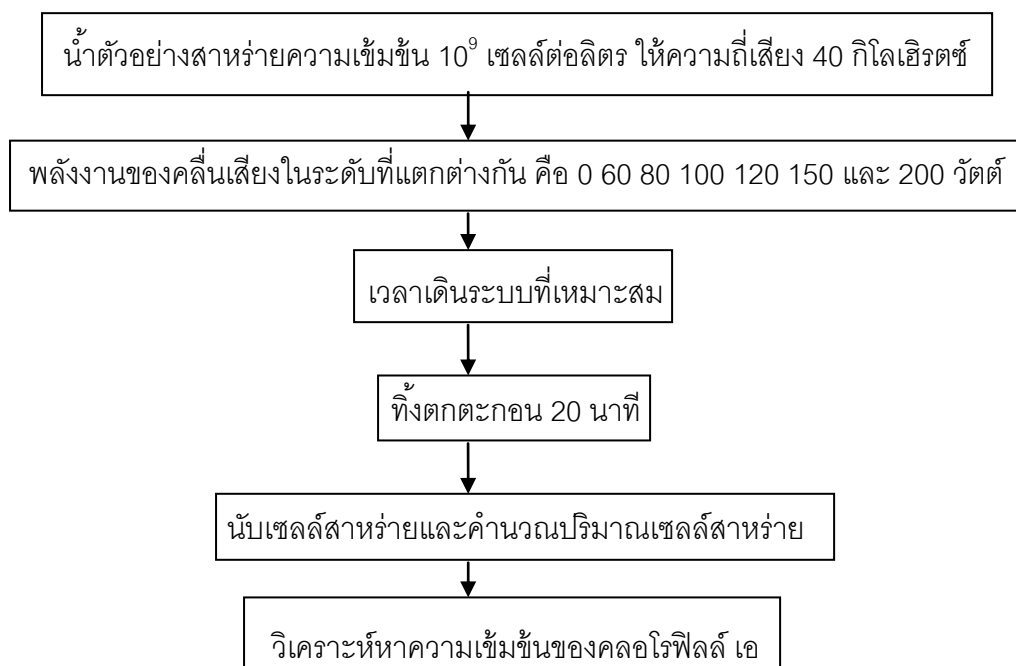 น้ำตัวอย่างสาหร่ายความเข้มข้น 10⁹ เซลล์ต่อลิตร ให้ความถี่เสียง 40 กิโลเฮิรตซ์
พลังงานของคลื่นเสียงในระดับที่แตกต่างกัน คือ 0 60 80 100 120 150 และ 200 วัตต์
เวลาเดินระบบที่เหมาะสม
ทิ้งตกตะกอน 20 นาที
นับเซลล์สาหร่ายและคำนวณปริมาณเซลล์สาหร่าย
วิเคราะห์หาความเข้มข้นของคลอโรฟิลล์ เอ